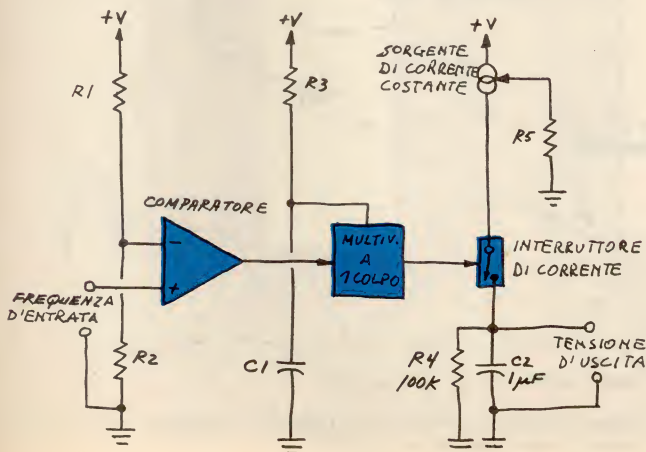 +V
+V
+V
SORGENTE
DI CORRENTE
COSTANTE
R1
R3
R5
COMPARATORE
-
+
MULTIV.
A
1 COLPO
INTERRUTTORE
DI CORRENTE
FREQUENZA
D'ENTRATA
R2
C1
R4
100K
C2
1µF
TENSIONE
D'USCITA